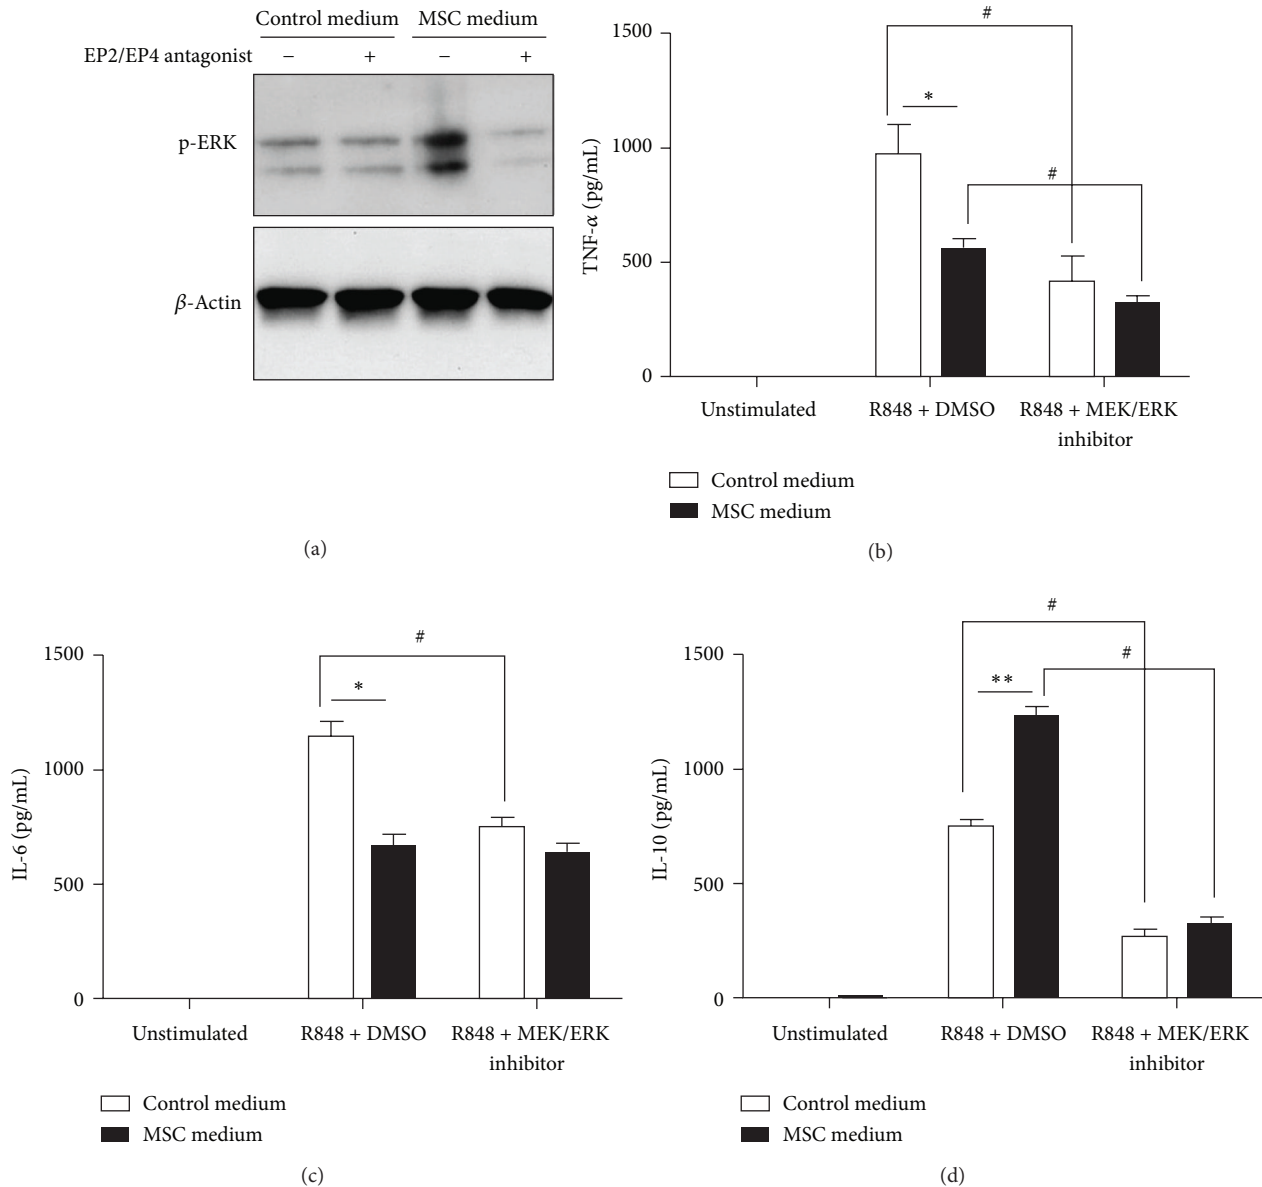 Control medium MSC medium
EP2/EP4 antagonist − + − +
p-ERK
β-Actin
(a)
#
1500
*
1000
#
TNF-α (pg/mL)
500
0
Unstimulated R848 + DMSO R848 + MEK/ERK
inhibitor
Control medium
MSC medium
(b)
#
1500
*
1000
IL-6 (pg/mL)
500
0
Unstimulated R848 + DMSO R848 + MEK/ERK
inhibitor
Control medium
MSC medium
(c)
#
1500
#
**
1000
IL-10 (pg/mL)
500
0
Unstimulated R848 + DMSO R848 + MEK/ERK
inhibitor
Control medium
MSC medium
(d)